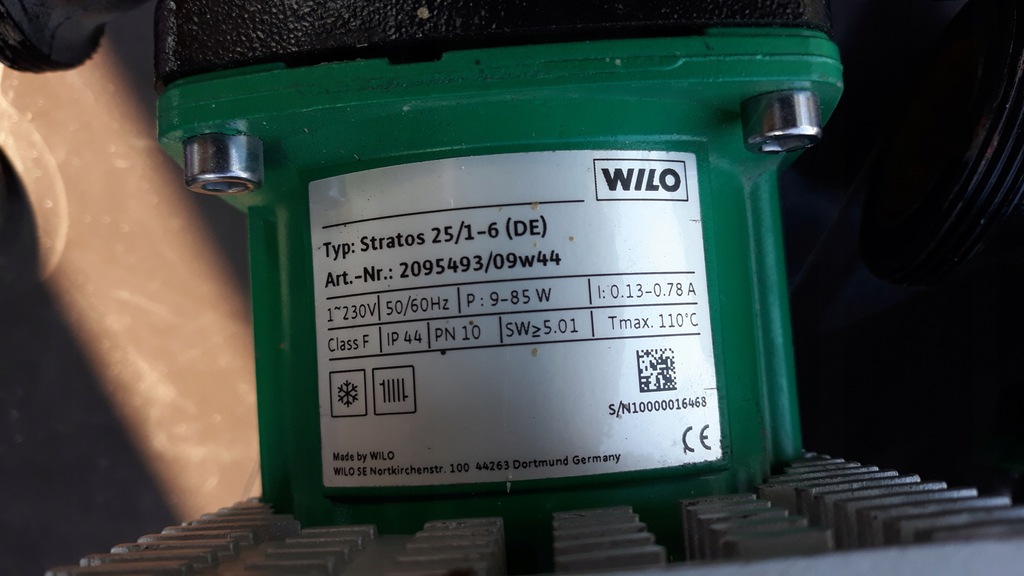 WILO
Typ: Stratos 25/1-6 (DE)
Art.-Nr.: 2095493/09w44
1~230V 50/60Hz P: 9-85 W I: 0.13-0.78 A
Class F IP 44 PN 10 SW≥5.01 Tmax. 110°C
S/N10000016468
CE
Made by WILO
WILO SE Nortkirchenstr. 100 44263 Dortmund Germany